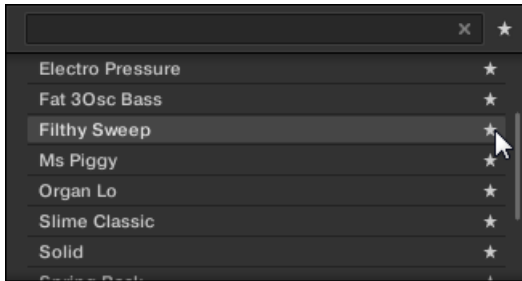 Electro Pressure
Fat 3Osc Bass
Filthy Sweep
Ms Piggy
Organ Lo
Slime Classic
Solid